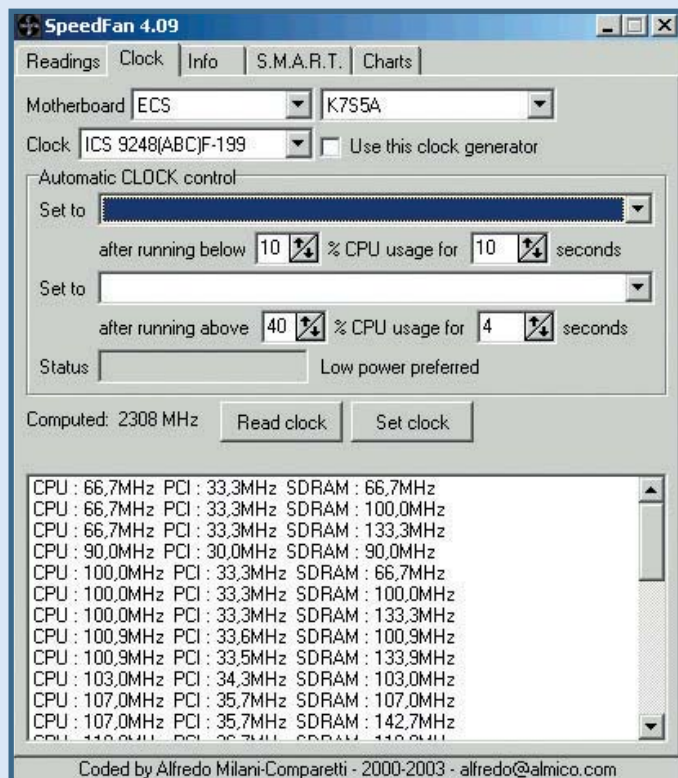 SpeedFan 4.09
Readings Clock Info S.M.A.R.T. Charts
Motherboard ECS K7S5A
Clock ICS 9248(ABC)F-199 Use this clock generator
Automatic CLOCK control
Set to
after running below 10 % CPU usage for 10 seconds
Set to
after running above 40 % CPU usage for 4 seconds
Status Low power preferred
Computed: 2308 MHz Read clock Set clock
CPU : 66,7MHz PCI : 33,3MHz SDRAM : 66,7MHz
CPU : 66,7MHz PCI : 33,3MHz SDRAM : 100,0MHz
CPU : 66,7MHz PCI : 33,3MHz SDRAM : 133,3MHz
CPU : 90,0MHz PCI : 30,0MHz SDRAM : 90,0MHz
CPU : 100,0MHz PCI : 33,3MHz SDRAM : 66,7MHz
CPU : 100,0MHz PCI : 33,3MHz SDRAM : 100,0MHz
CPU : 100,0MHz PCI : 33,3MHz SDRAM : 133,3MHz
CPU : 100,9MHz PCI : 33,6MHz SDRAM : 100,9MHz
CPU : 100,9MHz PCI : 33,5MHz SDRAM : 133,9MHz
CPU : 103,0MHz PCI : 34,3MHz SDRAM : 103,0MHz
CPU : 107,0MHz PCI : 35,7MHz SDRAM : 107,0MHz
CPU : 107,0MHz PCI : 35,7MHz SDRAM : 142,7MHz
Coded by Alfredo Milani-Comparetti - 2000-2003 - alfredo@almico.com